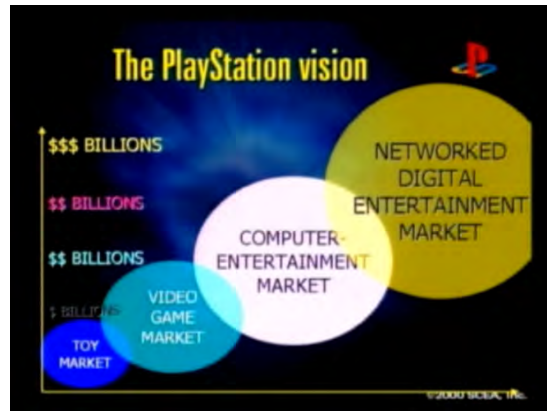 The PlayStation vision
$$$ BILLIONS
$$ BILLIONS
$$ BILLIONS
$ BILLIONS
NETWORKED
DIGITAL
ENTERTAINMENT
MARKET
COMPUTER-
ENTERTAINMENT
MARKET
VIDEO
GAME
MARKET
TOY
MARKET
©2000 SCEA, Inc.